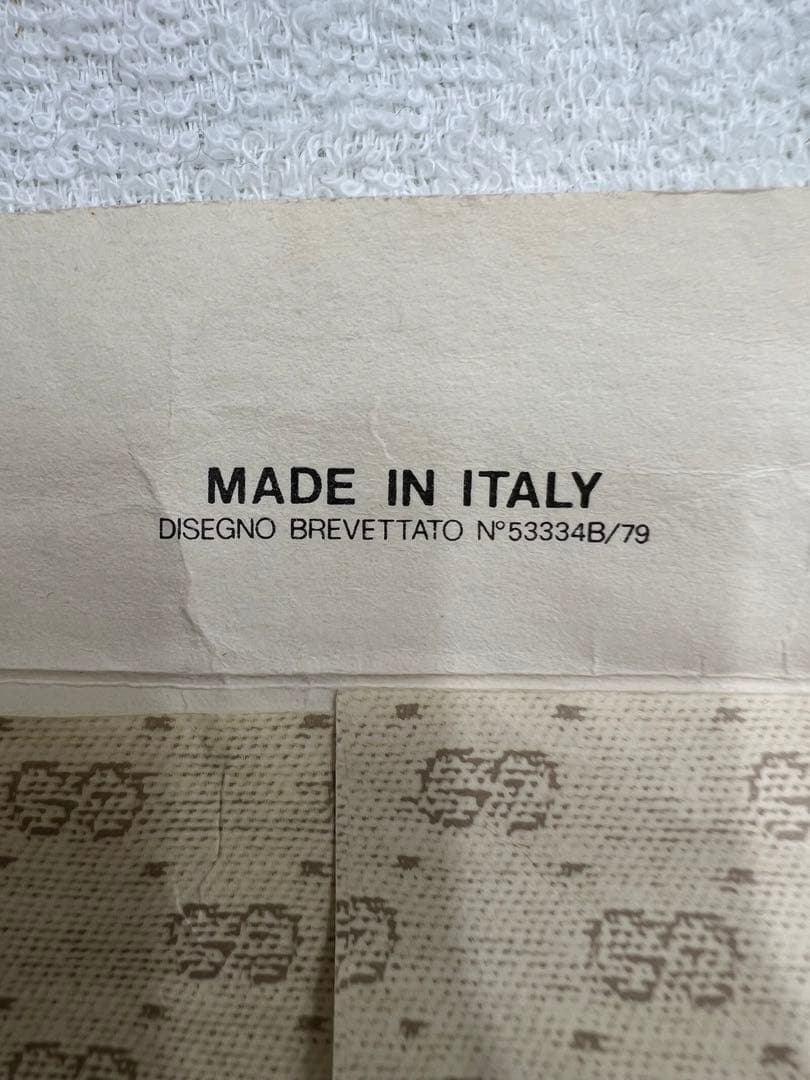 MADE IN ITALY
DISEGNO BREVETTATO N°53334B/79